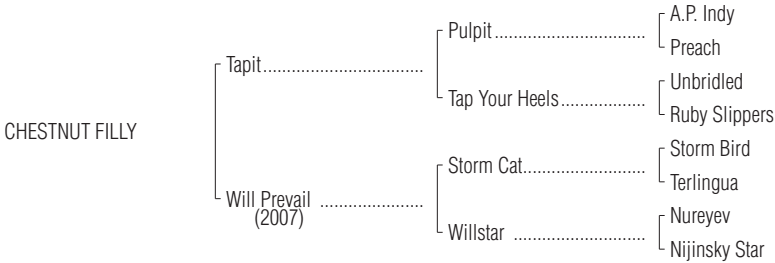 A.P. Indy
Pulpit................................
Preach
Tapit..................................
Unbridled
Tap Your Heels..................
Ruby Slippers
CHESTNUT FILLY
Storm Bird
Storm Cat..........................
Terlingua
Will Prevail ......................
(2007)
Nureyev
Willstar ............................
Nijinsky Star